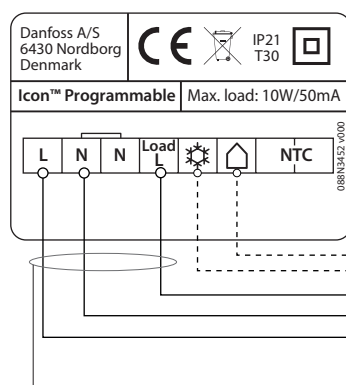 Danfoss A/S
6430 Nordborg
Denmark
CE
IP21
T30
Icon™ Programmable
Max. load: 10W/50mA
L
N
N
Load
L
NTC
088N3452 v000